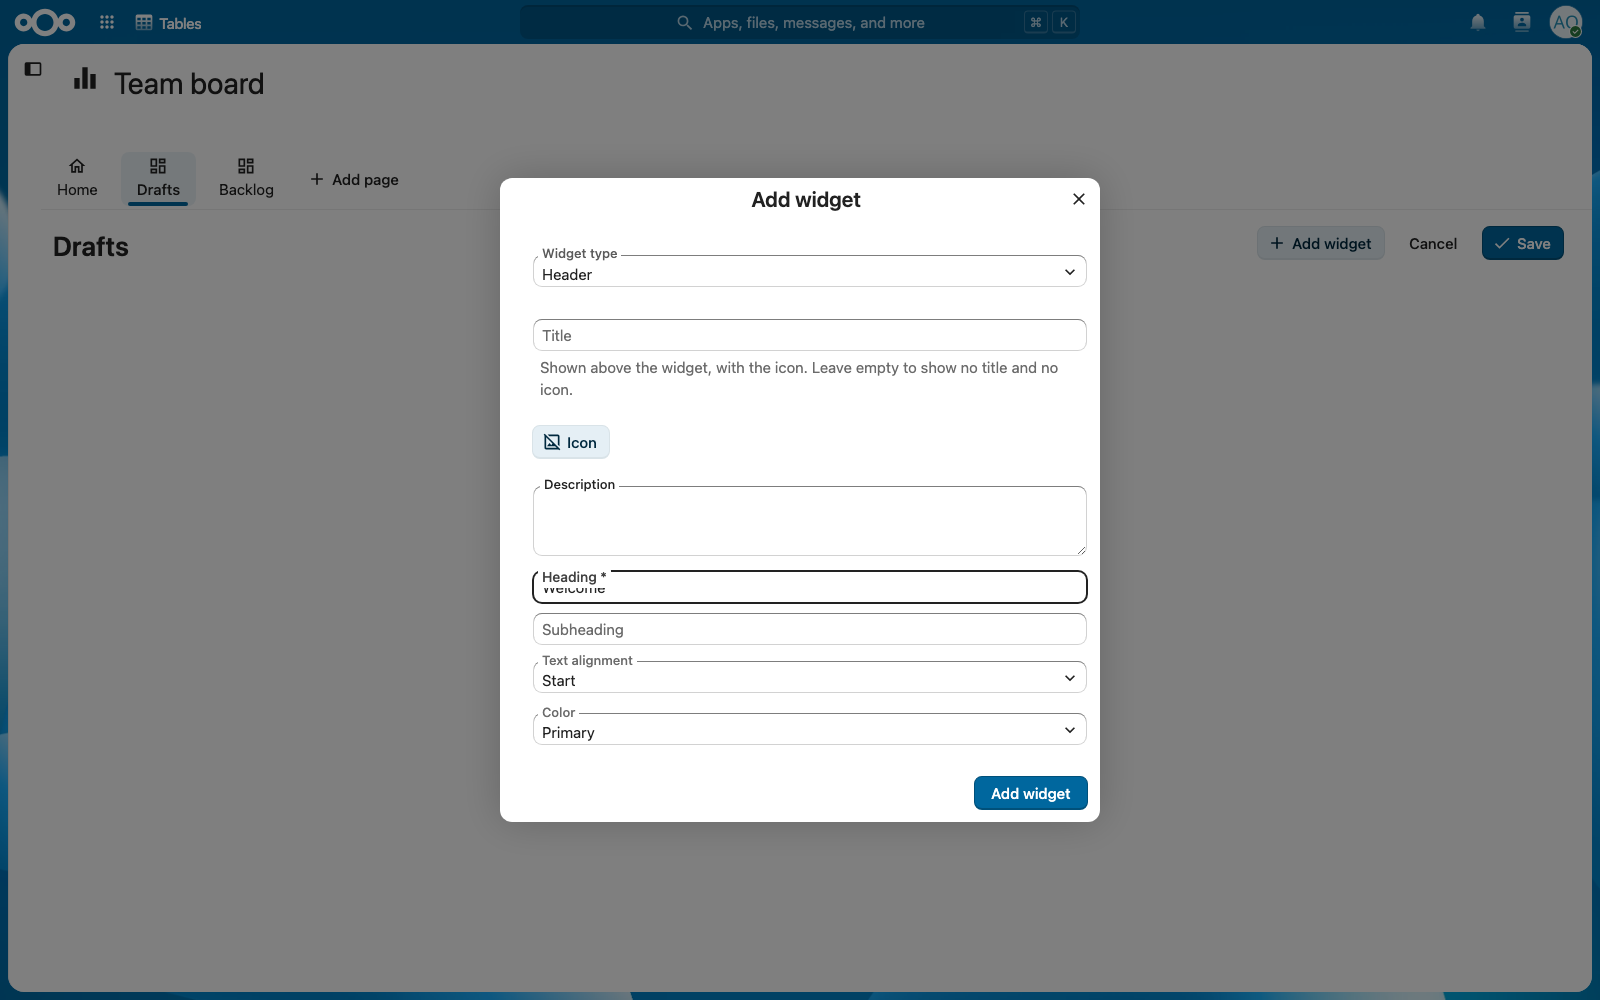 Tables
Apps, files, messages, and more
⌘ K
AO
Team board
Home
Drafts
Backlog
Add page
Drafts
Add widget
Cancel
Save
Add widget
Widget type
Header
Title
Shown above the widget, with the icon. Leave empty to show no title and no
icon.
Icon
Description
Heading *
Welcome
Subheading
Text alignment
Start
Color
Primary
Add widget